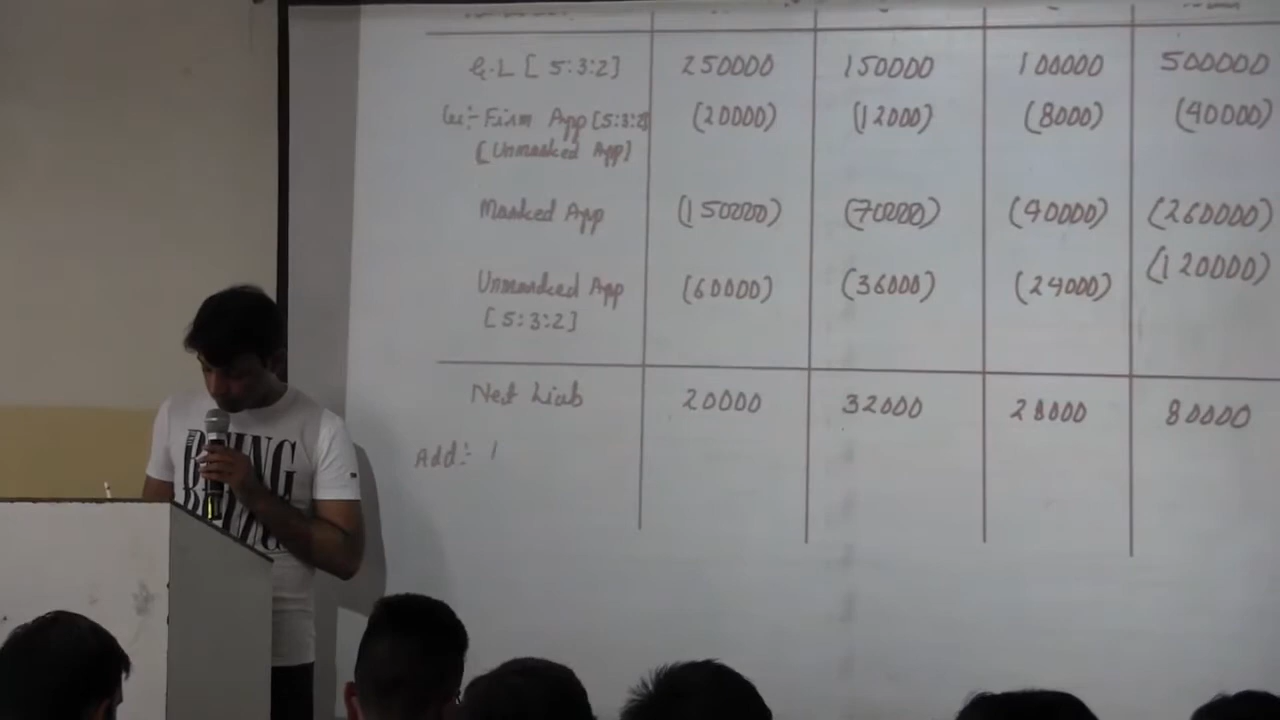 G.L [ 5:3:2] 250000 150000 100000 500000
Less:- Firm App [5:3:2] (20000) (12000) (8000) (40000)
[Unmarked App]
Marked App (150000) (70000) (40000) (260000)
(120000)
Unmarked App (60000) (36000) (24000)
[5:3:2]
Net Liab 20000 32000 28000 80000
Add:-
BEING